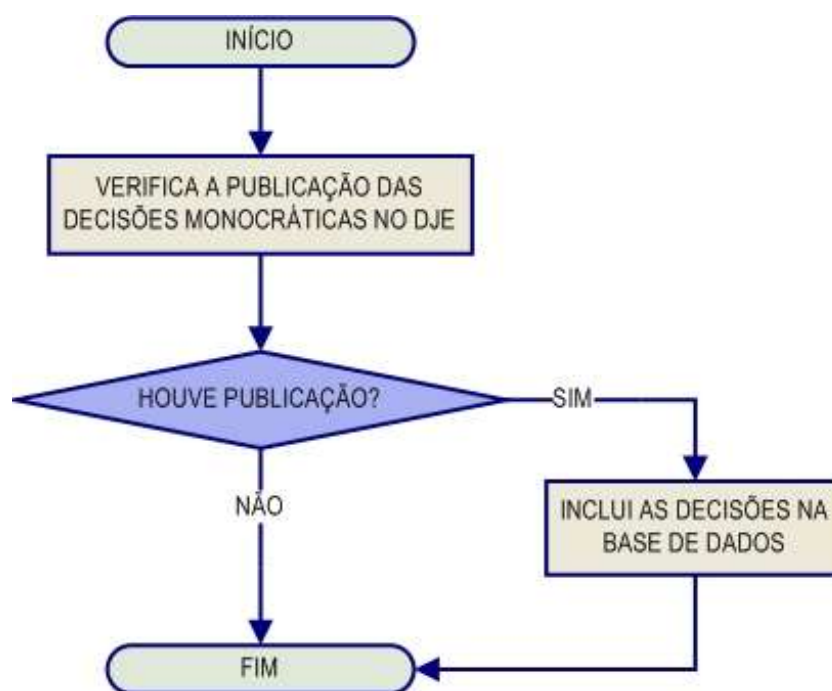 INÍCIO
VERIFICA A PUBLICAÇÃO DAS
DECISÕES MONOCRÁTICAS NO DJE
HOUVE PUBLICAÇÃO?
SIM
NÃO
INCLUI AS DECISÕES NA
BASE DE DADOS
FIM